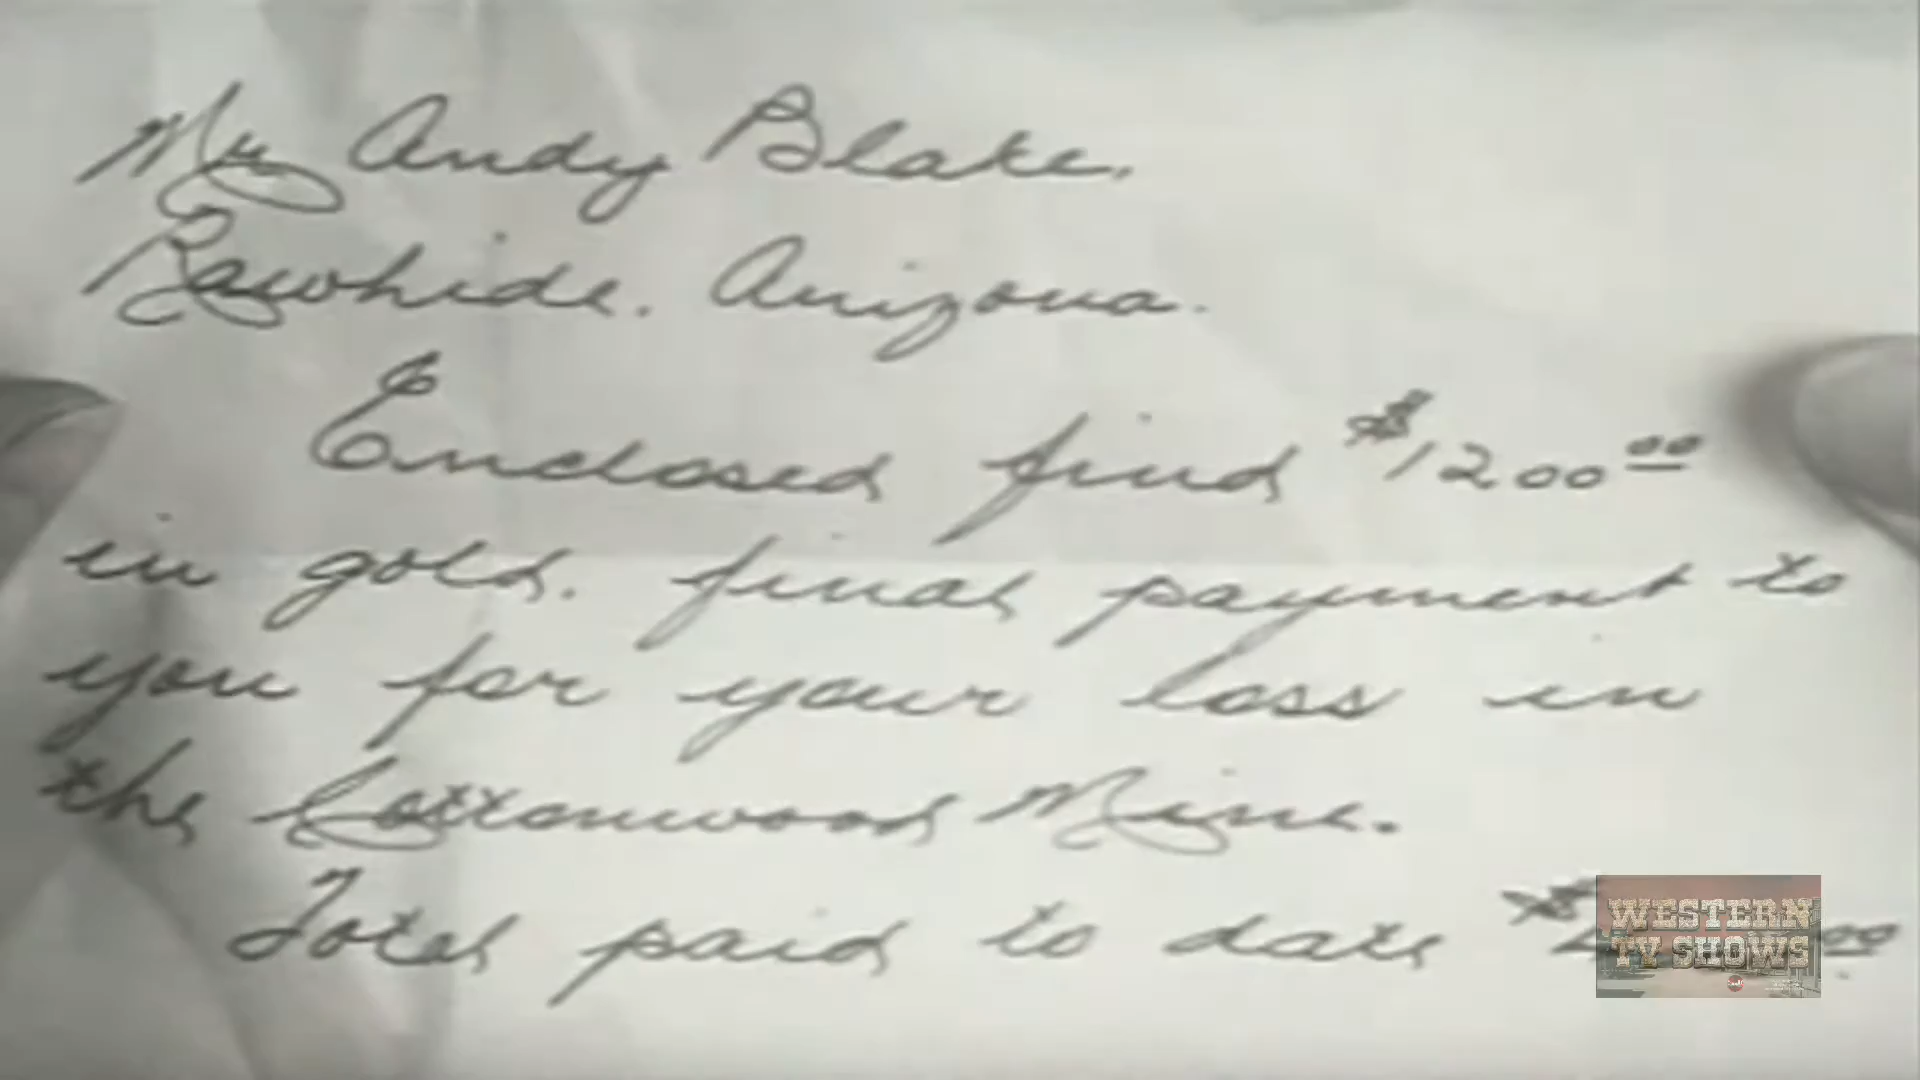 Mr Andy Blake,
Rawhide. Arizona.
Enclosed find $1200 00
in gold. final payment to
you for your loss in
the Cottonwood Mine.
Total paid to date $
WESTERN
TV SHOWS